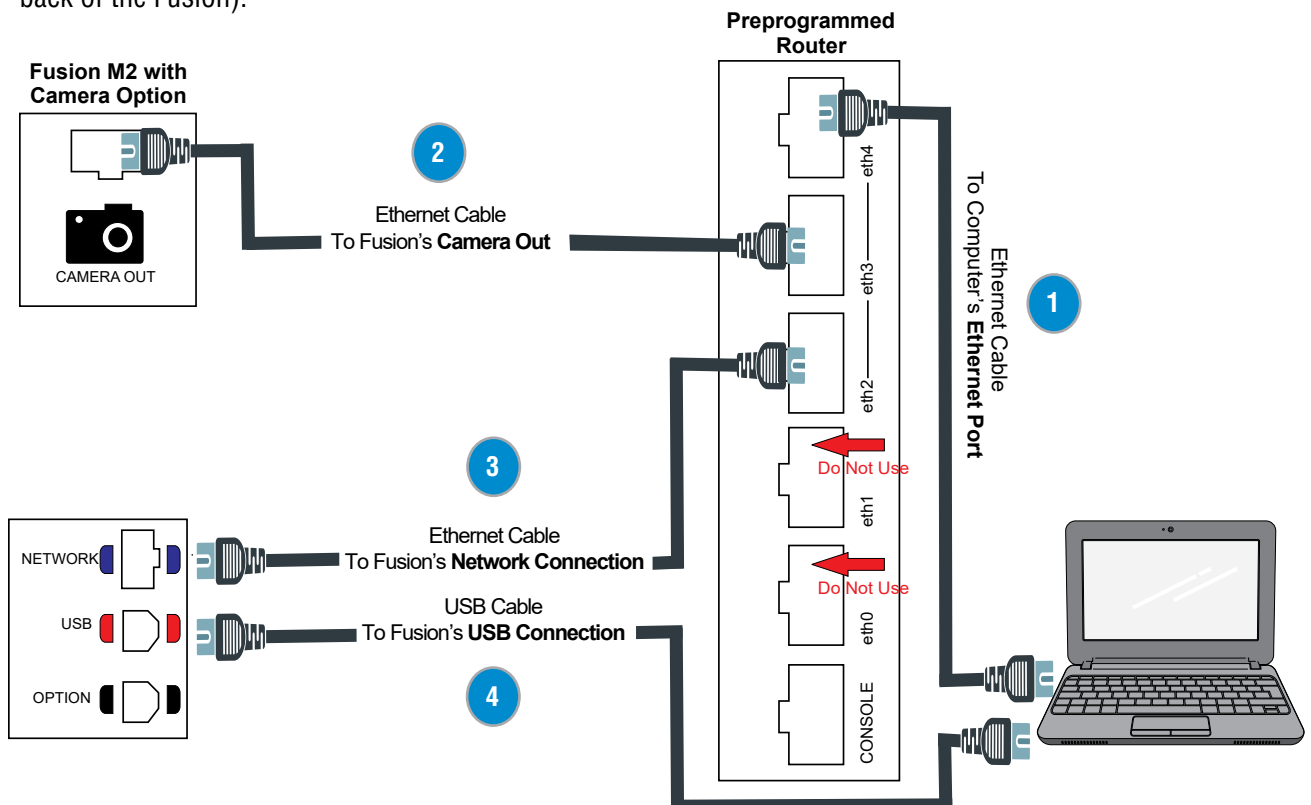 back of the Fusion).
Preprogrammed
Router
Fusion M2 with
Camera Option
CAMERA OUT
2
Ethernet Cable
To Fusion's Camera Out
eth4
eth3
eth2
Do Not Use
eth1
Do Not Use
eth0
CONSOLE
Ethernet Cable
To Computer's Ethernet Port
1
3
Ethernet Cable
To Fusion's Network Connection
USB Cable
To Fusion's USB Connection
4
NETWORK
USB
OPTION